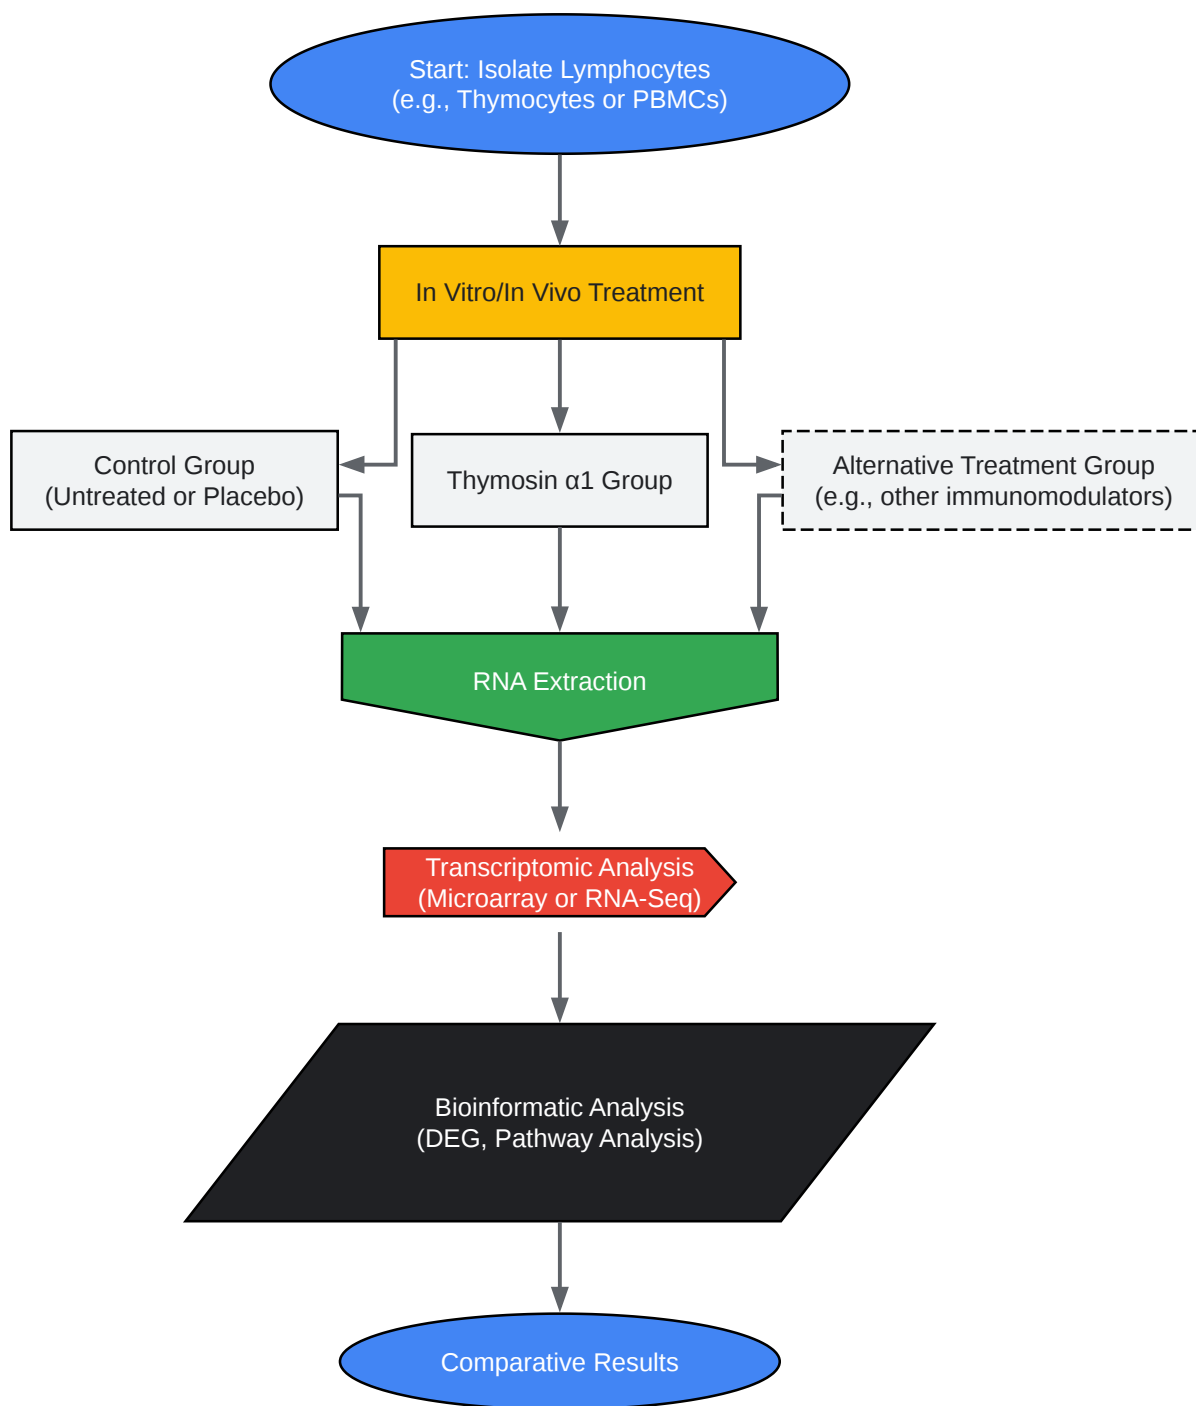 Start: Isolate Lymphocytes
(e.g., Thymocytes or PBMCs)
In Vitro/In Vivo Treatment
Control Group
(Untreated or Placebo)
Thymosin α1 Group
Alternative Treatment Group
(e.g., other immunomodulators)
RNA Extraction
Transcriptomic Analysis
(Microarray or RNA-Seq)
Bioinformatic Analysis
(DEG, Pathway Analysis)
Comparative Results